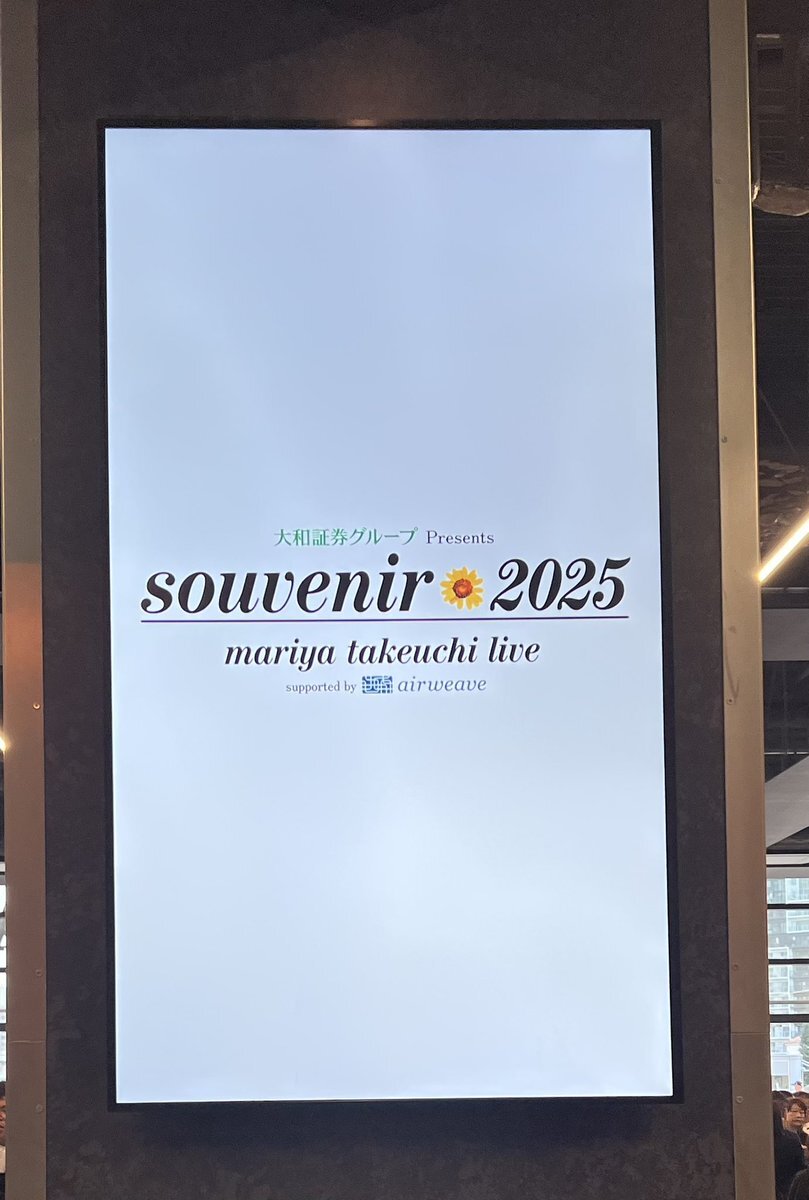 大和証券グループ Presents
souvenir 2025
mariya takeuchi live
supported by airweave